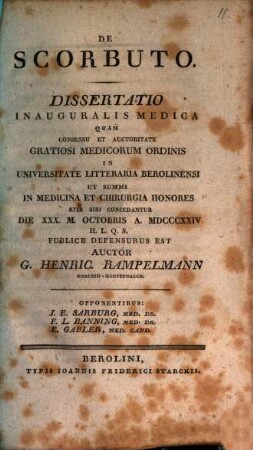 18.
DE
SCORBUTO.
DISSERTATIO
INAUGURALIS MEDICA
QUAM
CONSENSU ET AUCTORITATE
GRATIOSI MEDICORUM ORDINIS
IN
UNIVERSITATE LITTERARIA BEROLINENSI
UT SUMMI
IN MEDICINA ET CHIRURGIA HONORES
RITE SIBI CONCEDANTUR
DIE XXX. M. OCTOBRIS A. MDCCCXXIV
H. L. Q. S.
PUBLICE DEFENSURUS EST
AUCTOR
G. HENRIC. RAMPELMANN
OPPONENTIBUS:
J. E. SARBURG, MED. DR.
F. L. BANNING, MED. DR.
E. GABLER, MED. CAND.
BEROLINI,
TYPIS IOANNIS FRIDERICI STARCKII.